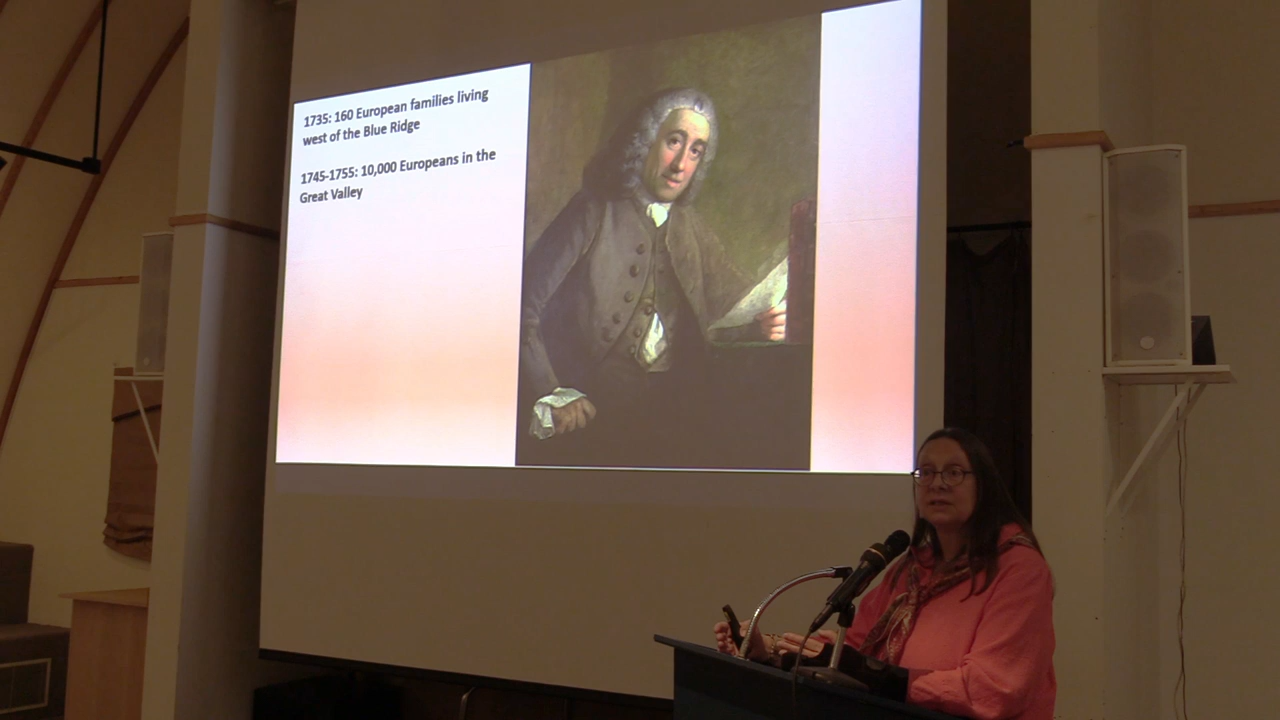 1735: 160 European families living
west of the Blue Ridge
1745-1755: 10,000 Europeans in the
Great Valley